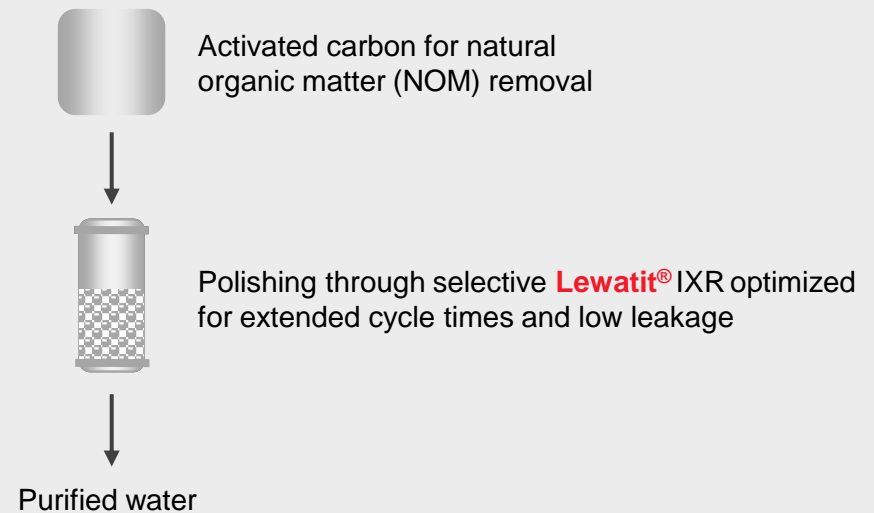 Activated carbon for natural
organic matter (NOM) removal
Polishing through selective Lewatit® IXR optimized
for extended cycle times and low leakage
Purified water